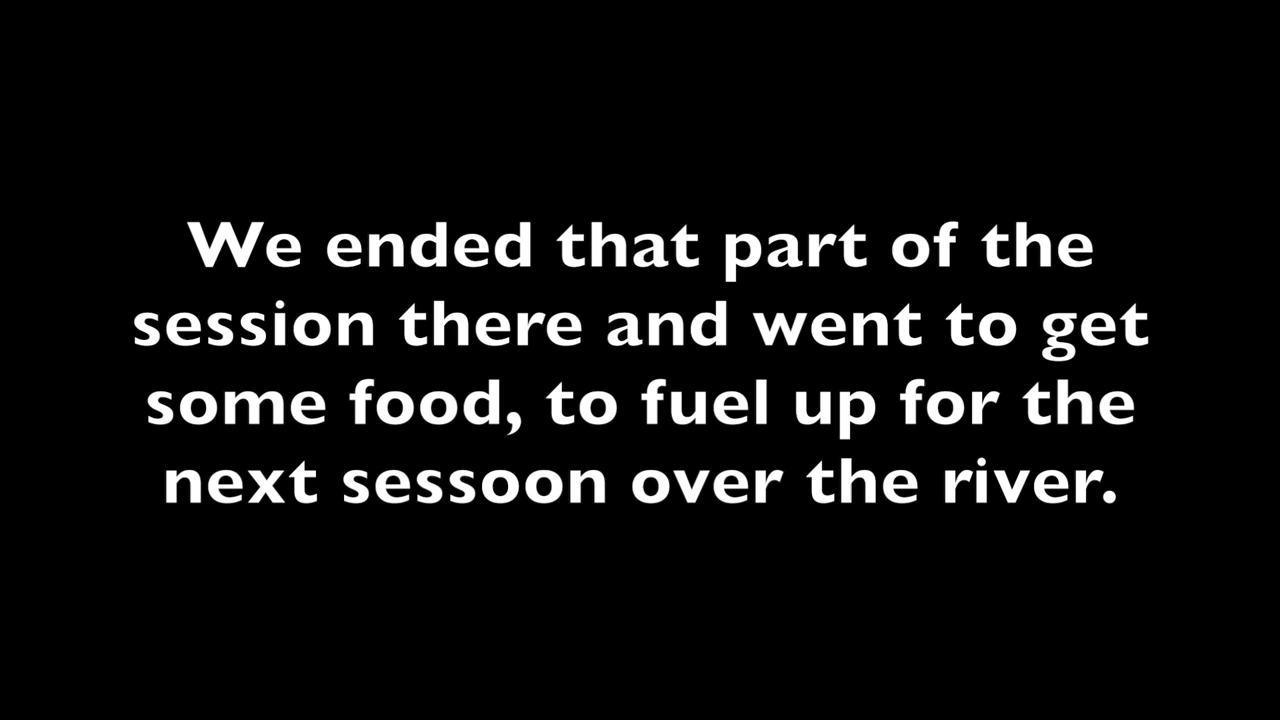 We ended that part of the
session there and went to get
some food, to fuel up for the
next sessoon over the river.